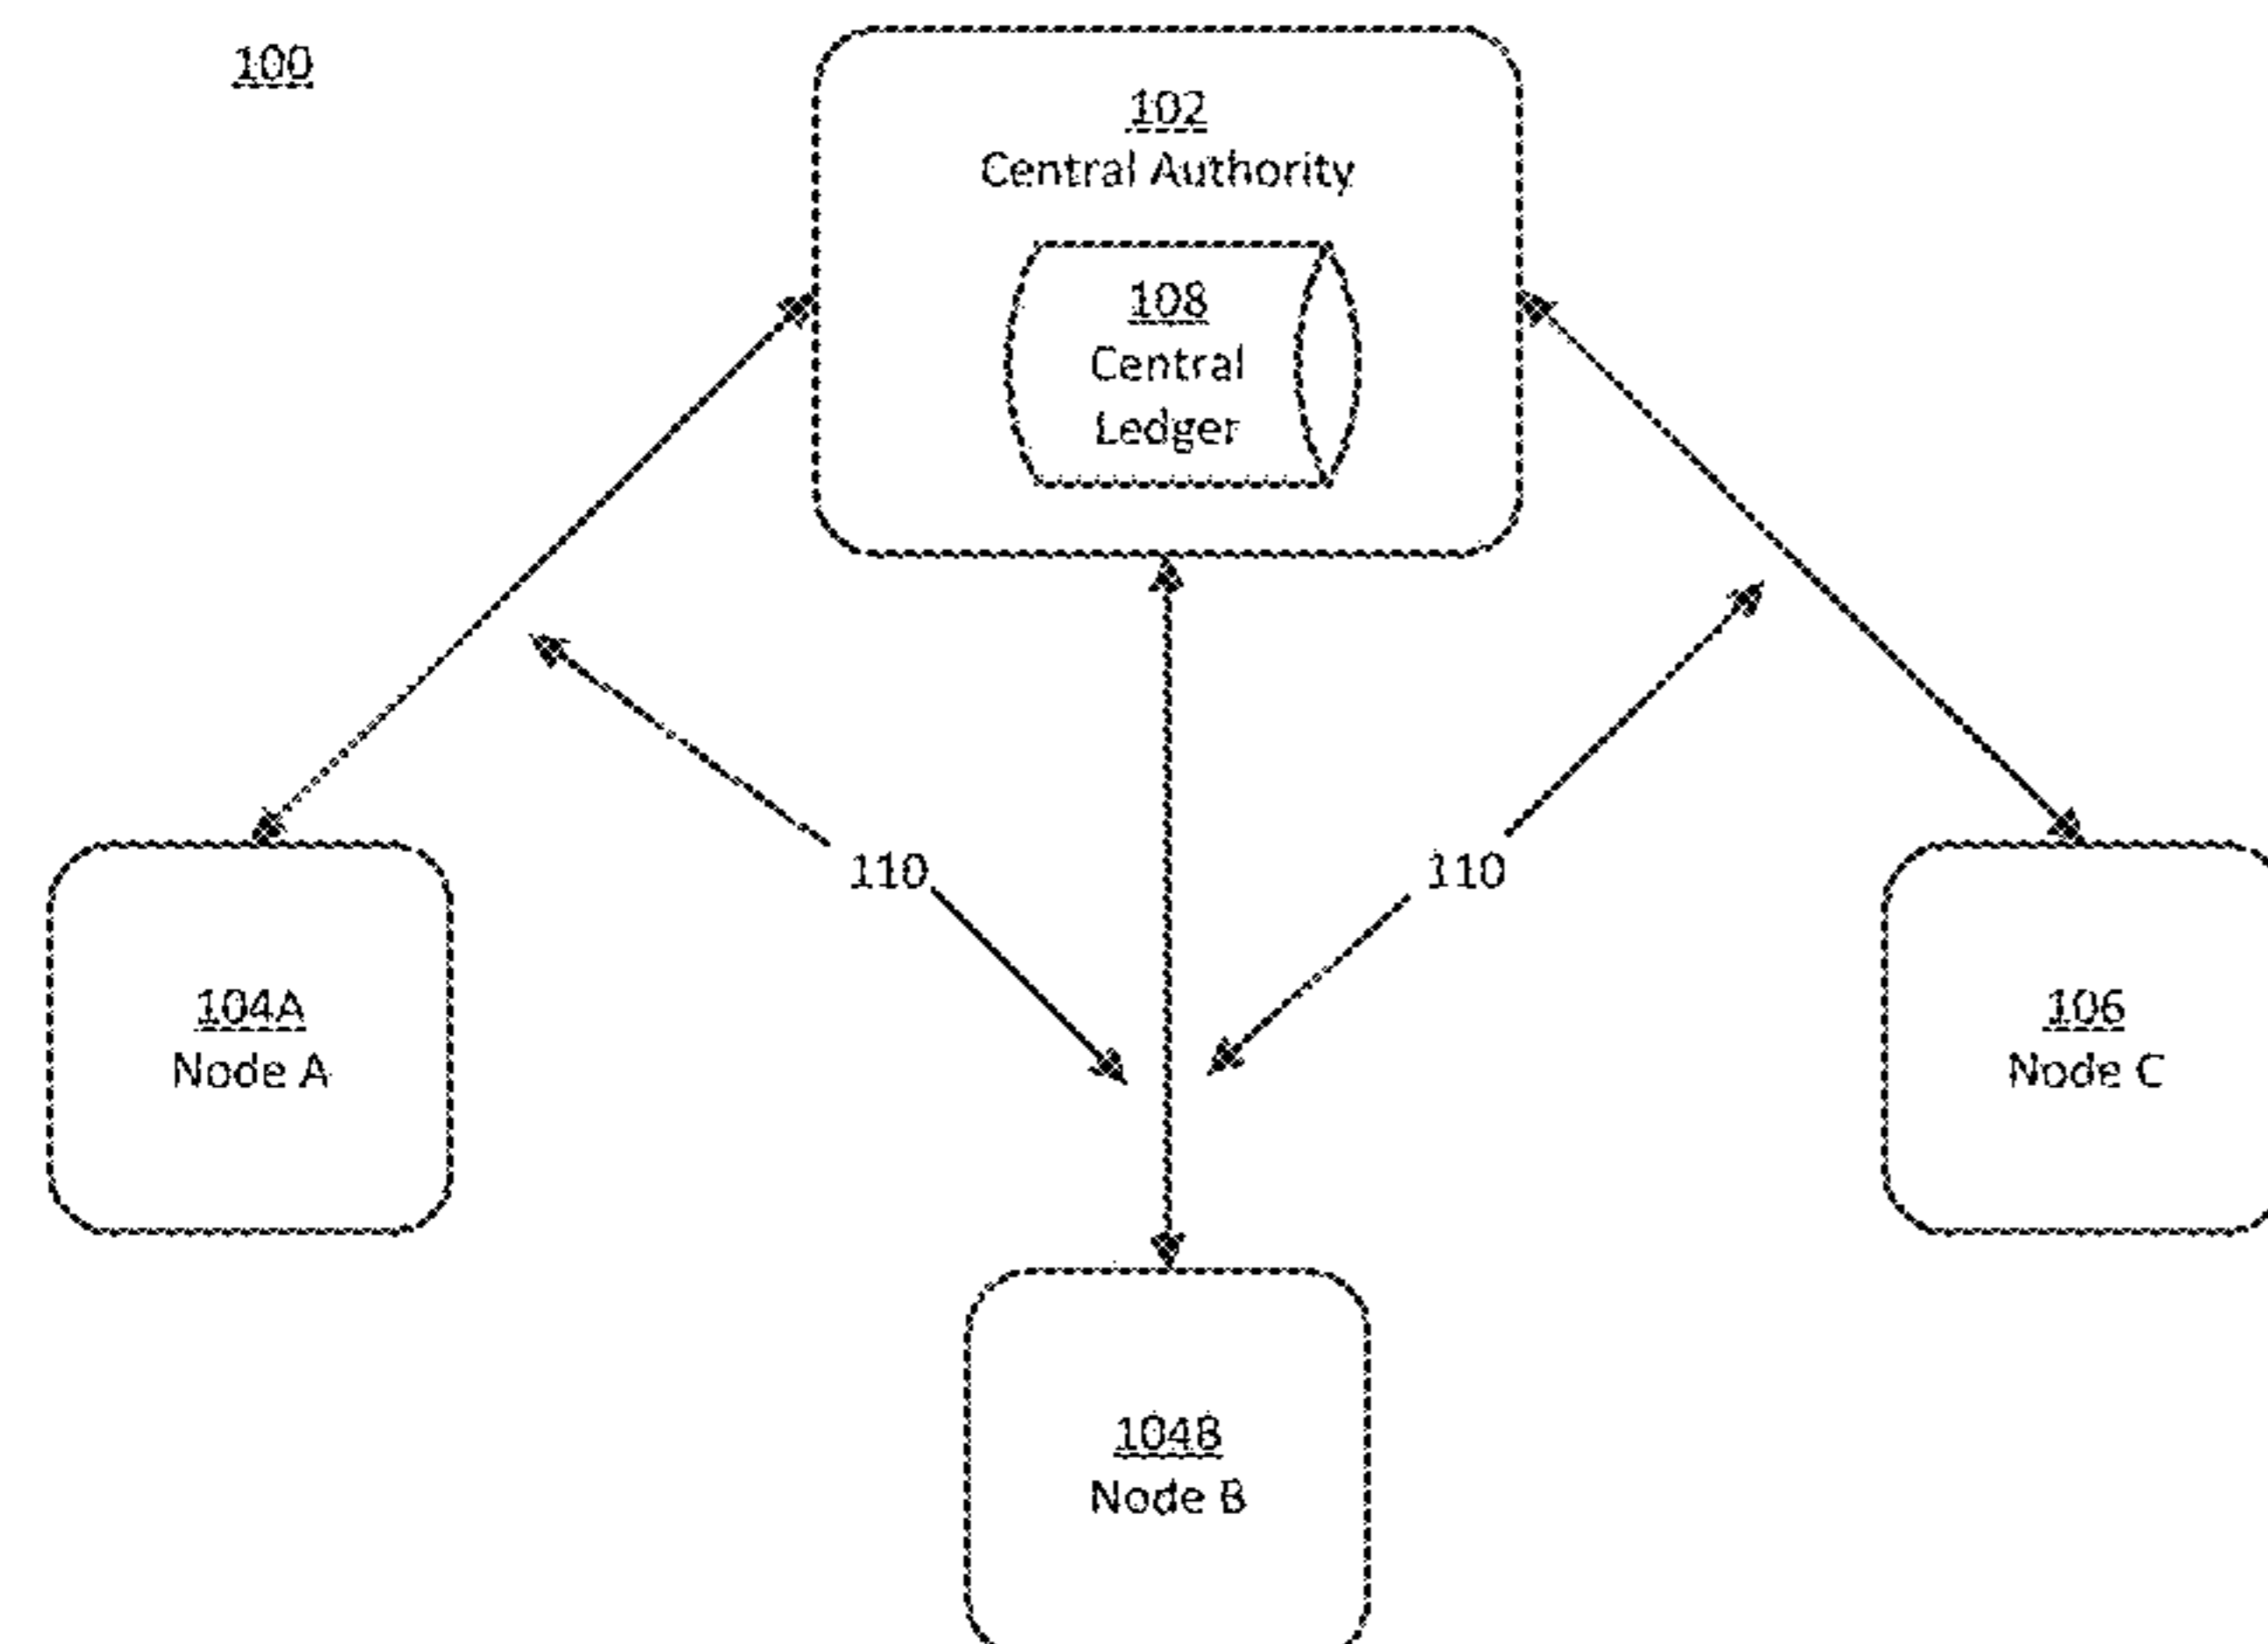 100
102
Central Authority
108
Central
Ledger
110
110
104A
Node A
106
Node C
104B
Node B